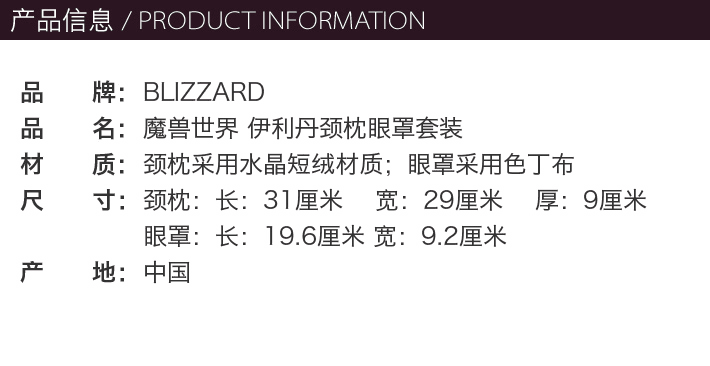 产品信息 / PRODUCT INFORMATION
品 牌：BLIZZARD
品 名：魔兽世界 伊利丹颈枕眼罩套装
材 质：颈枕采用水晶短绒材质；眼罩采用色丁布
尺 寸：颈枕：长：31厘米 宽：29厘米 厚：9厘米
眼罩：长：19.6厘米 宽：9.2厘米
产 地：中国